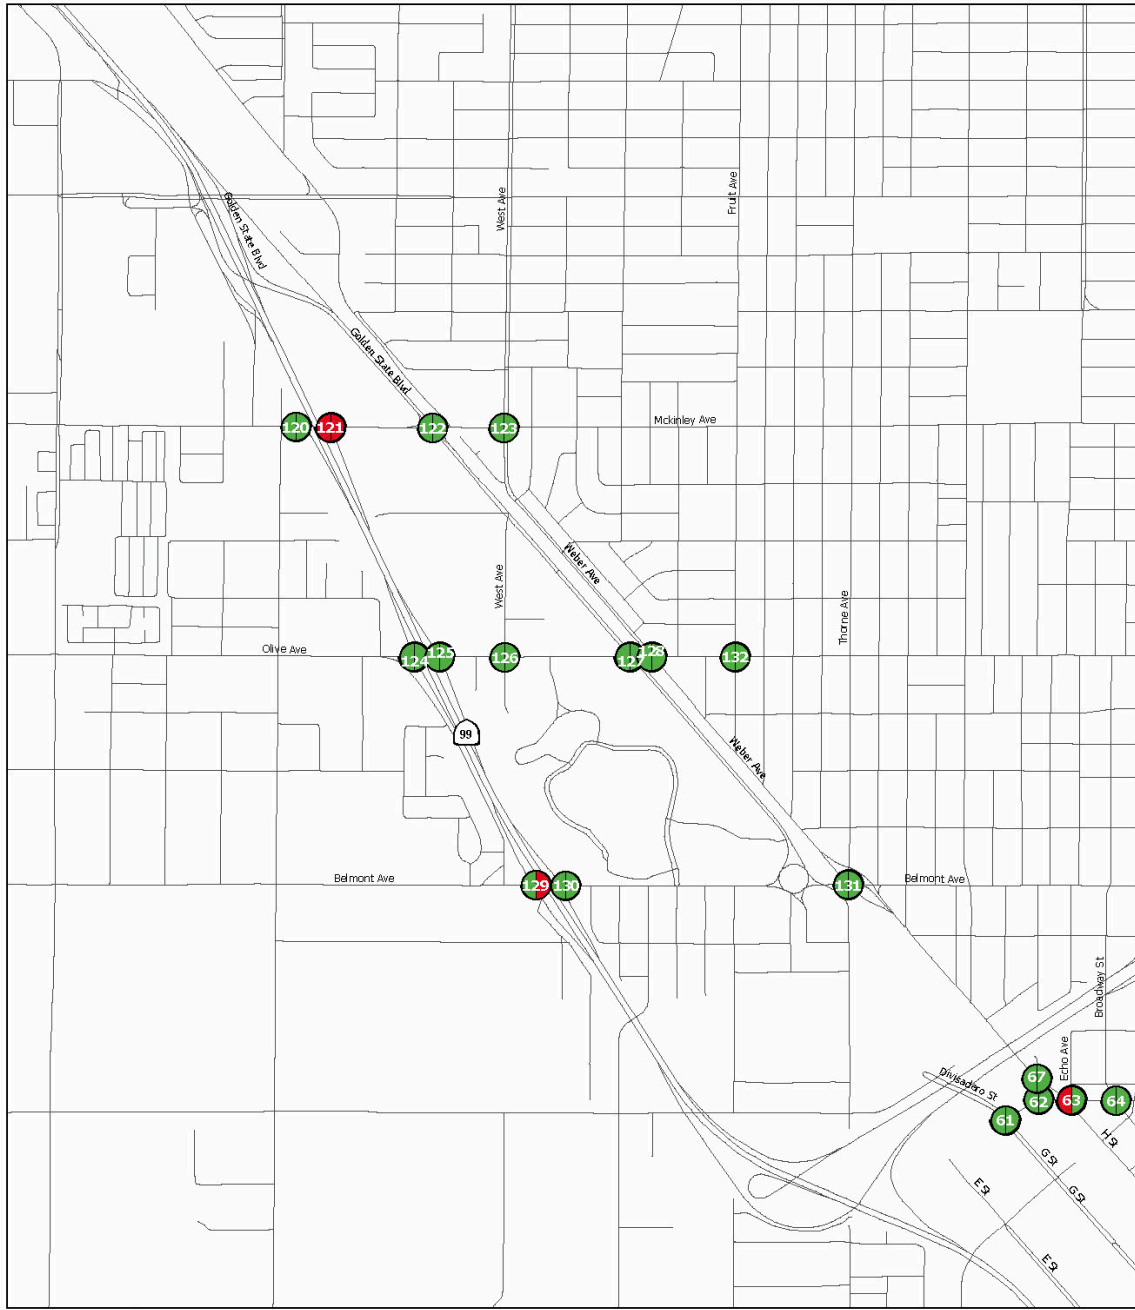 West Ave
Fruit Ave
Golden State Blvd
Golden State Blvd
120
121
122
123
Mckinley Ave
Weber Ave
West Ave
Thorne Ave
Olive Ave
124
125
126
127
128
132
99
Weber Ave
Belmont Ave
129
130
131
Belmont Ave
Broadway St
Echo Ave
Divisadero St
67
62
63
64
61
H St
G St
G St
E St
E St